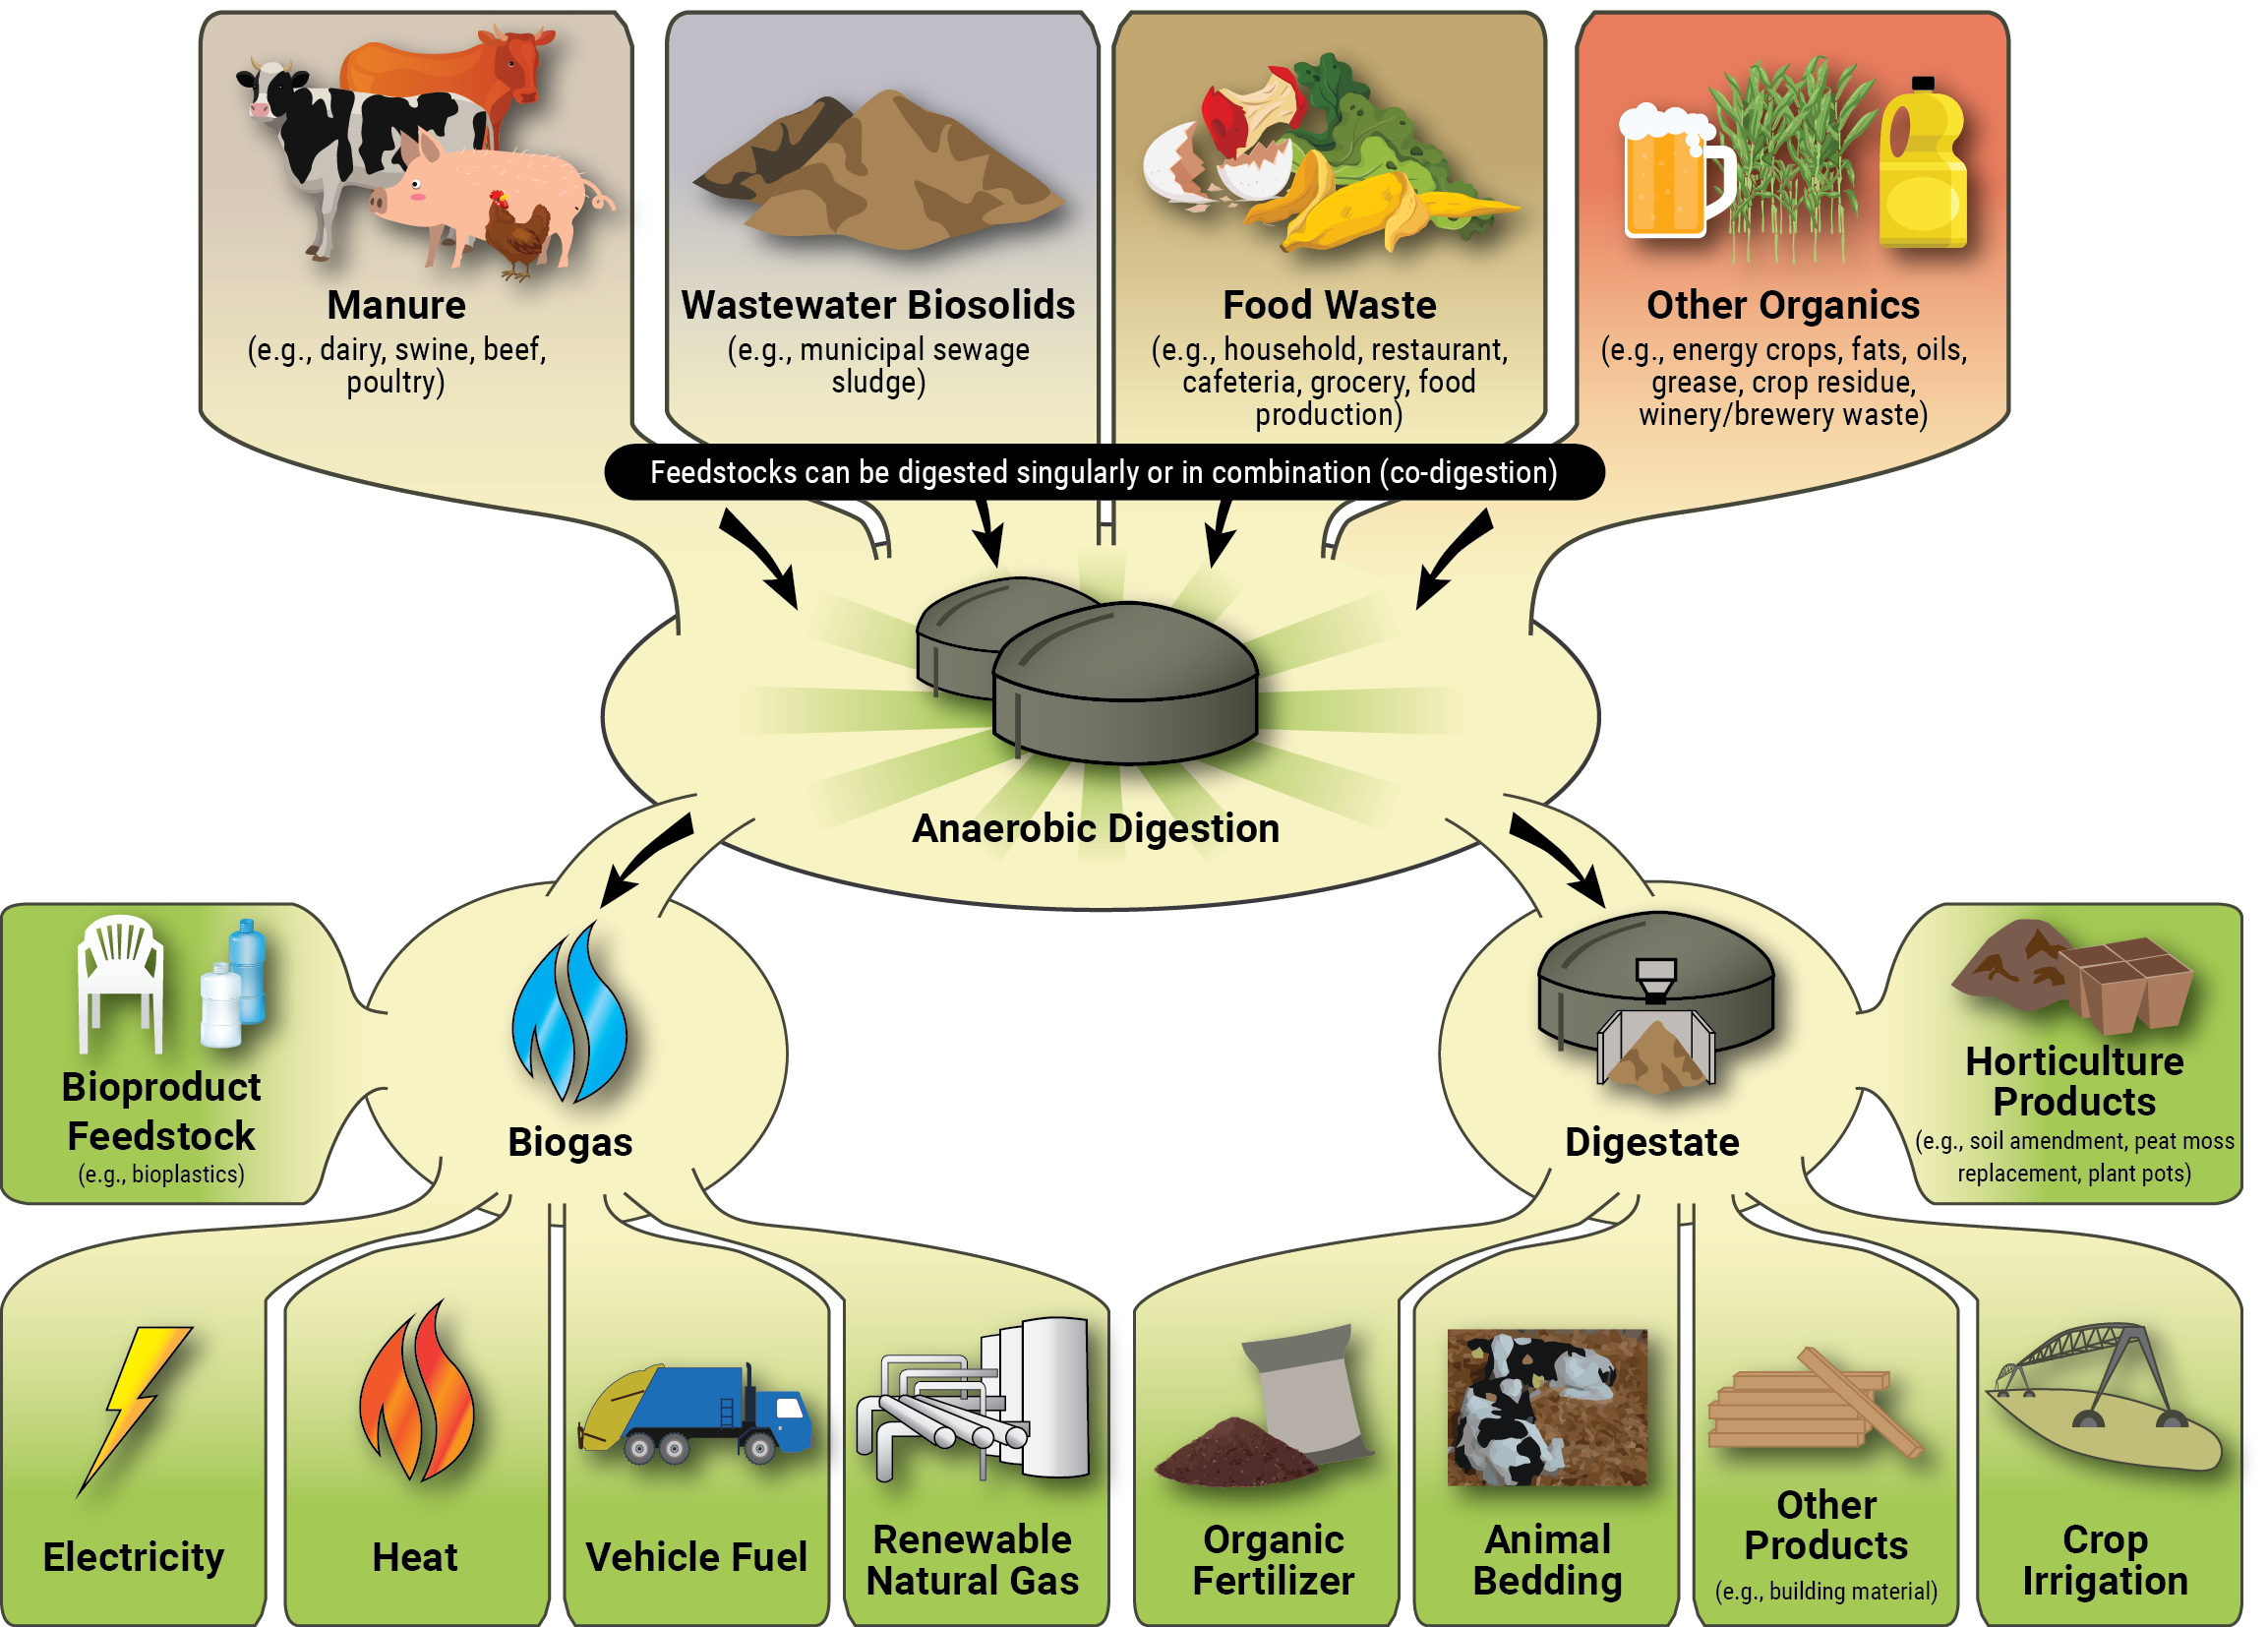 Manure
(e.g., dairy, swine, beef,
poultry)
Wastewater Biosolids
(e.g., municipal sewage
sludge)
Food Waste
(e.g., household, restaurant,
cafeteria, grocery, food
production)
Other Organics
(e.g., energy crops, fats, oils,
grease, crop residue,
winery/brewery waste)
Feedstocks can be digested singularly or in combination (co-digestion)
Anaerobic Digestion
Bioproduct
Feedstock
(e.g., bioplastics)
Biogas
Digestate
Horticulture
Products
(e.g., soil amendment, peat moss
replacement, plant pots)
Electricity
Heat
Vehicle Fuel
Renewable
Natural Gas
Organic
Fertilizer
Animal
Bedding
Other
Products
(e.g., building material)
Crop
Irrigation